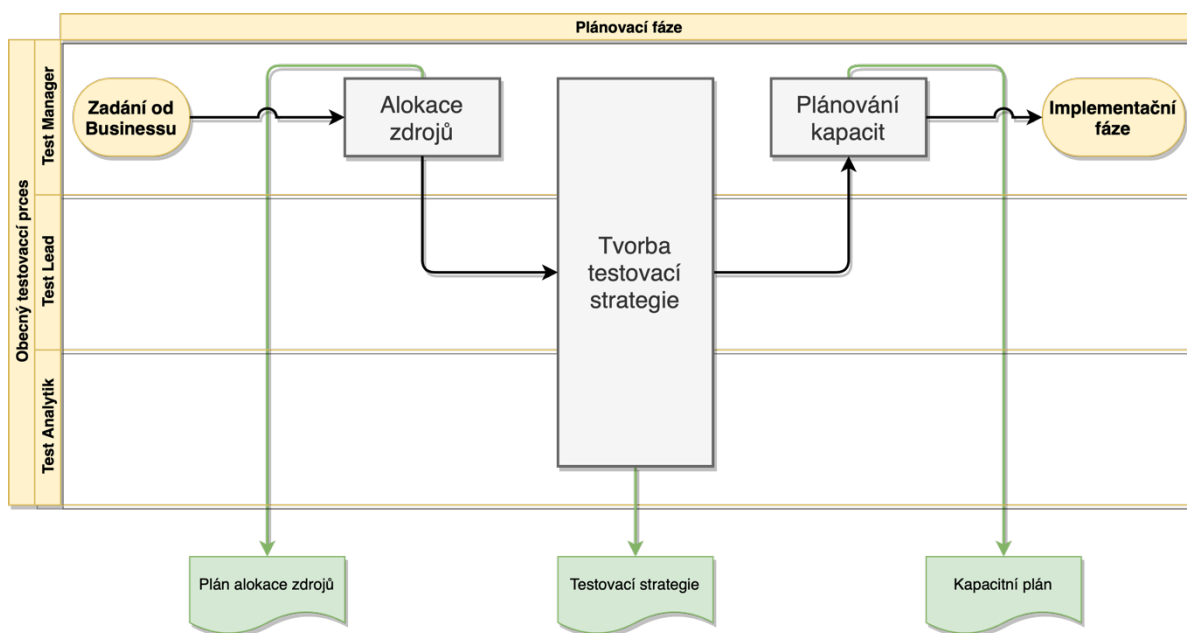 Plánovací fáze
Obecný testovaccí prces
Test Manager
Test Lead
Test Analytik
Zadání od
Businessu
Alokace
zdrojů
Tvorba
testovací
strategie
Plánování
kapacit
Implementační
fáze
Plán alokace zdrojů
Testovací strategie
Kapacitní plán